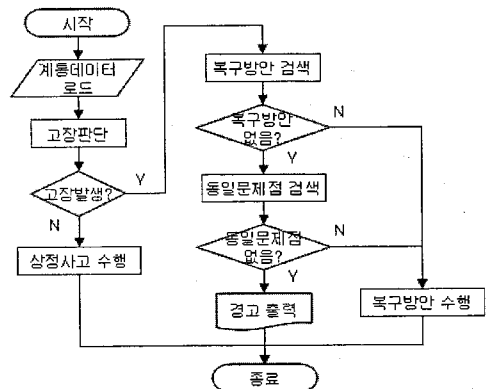 시작
계통데이터
로드
고장판단
고장발생?
Y
N
상정사고 수행
복구방안 검색
복구방안
없음?
N
Y
동일문제점 검색
동일문제점
없음?
N
Y
경고 출력
복구방안 수행
종료